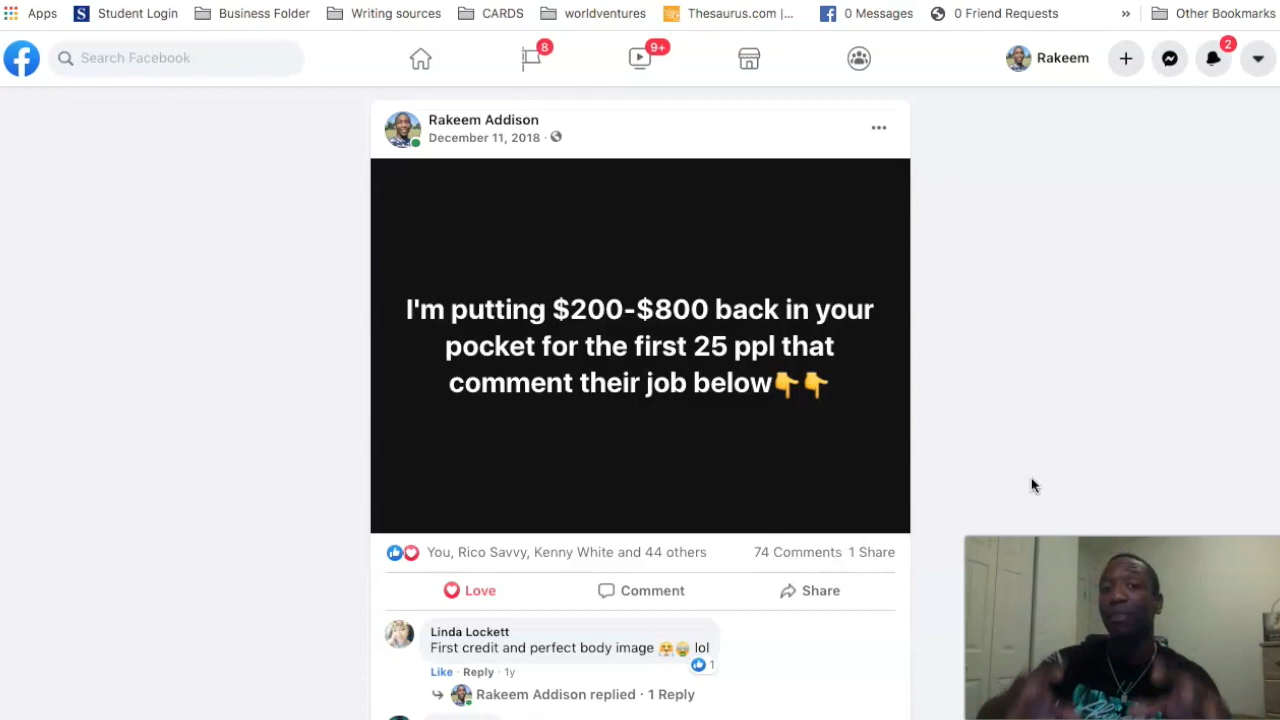 Apps
Student Login
Business Folder
Writing sources
CARDS
worldventures
Thesaurus.com |...
0 Messages
0 Friend Requests
»
Other Bookmarks
Search Facebook
8
9+
Rakeem
2
Rakeem Addison
December 11, 2018 ·
I'm putting $200-$800 back in your
pocket for the first 25 ppl that
comment their job below👇👇
You, Rico Savvy, Kenny White and 44 others
74 Comments 1 Share
Love
Comment
Share
Linda Lockett
First credit and perfect body image 🤗😭 lol
1
Like · Reply · 1y
Rakeem Addison replied · 1 Reply